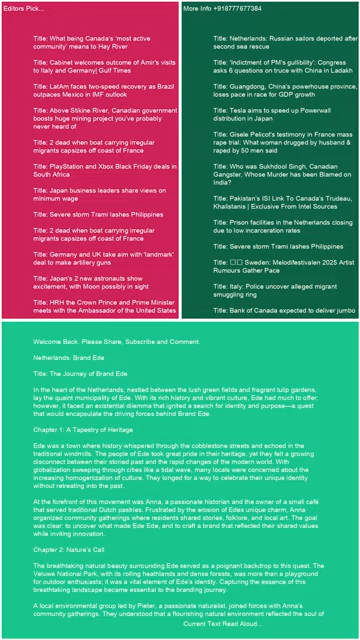 Editors Pick...
Title: What being Canada's 'most active
community' means to Hay River
Title: Cabinet welcomes outcome of Amir's visits
to Italy and Germany| Gulf Times
Title: LatAm faces two-speed recovery as Brazil
outpaces Mexico in IMF outlook
Title: Above Stikine River, Canadian government
boosts huge mining project you've probably
never heard of
Title: 2 dead when boat carrying irregular
migrants capsizes off coast of France
Title: PlayStation and Xbox Black Friday deals in
South Africa
Title: Japan business leaders share views on
minimum wage
Title: Severe storm Trami lashes Philippines
Title: 2 dead when boat carrying irregular
migrants capsizes off coast of France
Title: Germany and UK take aim with 'landmark'
deal to make artillery guns
Title: Japan's 2 new astronauts show
excitement, with Moon possibly in sight
Title: HRH the Crown Prince and Prime Minister
meets with the Ambassador of the United States
More Info +918777677384
Title: Netherlands: Russian sailors deported after
second sea rescue
Title: 'Indictment of PM's gullibility': Congress
asks 6 questions on truce with China in Ladakh
Title: Guangdong, China's powerhouse province,
loses pace in race for GDP growth
Title: Tesla aims to speed up Powerwall
distribution in Japan
Title: Gisele Pelicot's testimony in France mass
rape trial: What woman drugged by husband &
raped by 50 men said
Title: Who was Sukhdool Singh, Canadian
Gangster, Whose Murder has been Blamed on
India?
Title: Pakistan's ISI Link To Canada's Trudeau,
Khalistanis | Exclusive From Intel Sources
Title: Prison facilities in the Netherlands closing
due to low incarceration rates
Title: Severe storm Trami lashes Philippines
Title: Sweden: Melodifestivalen 2025 Artist
Rumours Gather Pace
Title: Italy: Police uncover alleged migrant
smuggling ring
Title: Bank of Canada expected to deliver jumbo
Welcome Back. Please Share, Subscribe and Comment.
Netherlands: Brand Ede
Title: The Journey of Brand Ede
In the heart of the Netherlands, nestled between the lush green fields and fragrant tulip gardens,
lay the quaint municipality of Ede. With its rich history and vibrant culture, Ede had much to offer;
however, it faced an existential dilemma that ignited a search for identity and purpose—a quest
that would encapsulate the driving forces behind Brand Ede.
Chapter 1: A Tapestry of Heritage
Ede was a town where history whispered through the cobblestone streets and echoed in the
traditional windmills. The people of Ede took great pride in their heritage, yet they felt a growing
disconnect between their storied past and the rapid changes of the modern world. With
globalization sweeping through cities like a tidal wave, many locals were concerned about the
increasing homogenization of culture. They longed for a way to celebrate their unique identity
without retreating into the past.
At the forefront of this movement was Anna, a passionate historian and the owner of a small café
that served traditional Dutch pastries. Frustrated by the erosion of Edes unique charm, Anna
organized community gatherings where residents shared stories, folklore, and local art. The goal
was clear: to uncover what made Ede Ede, and to craft a brand that reflected their shared values
while inviting innovation.
Chapter 2: Nature's Call
The breathtaking natural beauty surrounding Ede served as a poignant backdrop to this quest. The
Veluwe National Park, with its rolling heathlands and dense forests, was more than a playground
for outdoor enthusiasts; it was a vital element of Ede's identity. Capturing the essence of this
breathtaking landscape became essential to the branding journey.
A local environmental group led by Pieter, a passionate naturalist, joined forces with Anna's
community gatherings. They understood that a flourishing natural environment reflected the soul of
Current Text Read Aloud...